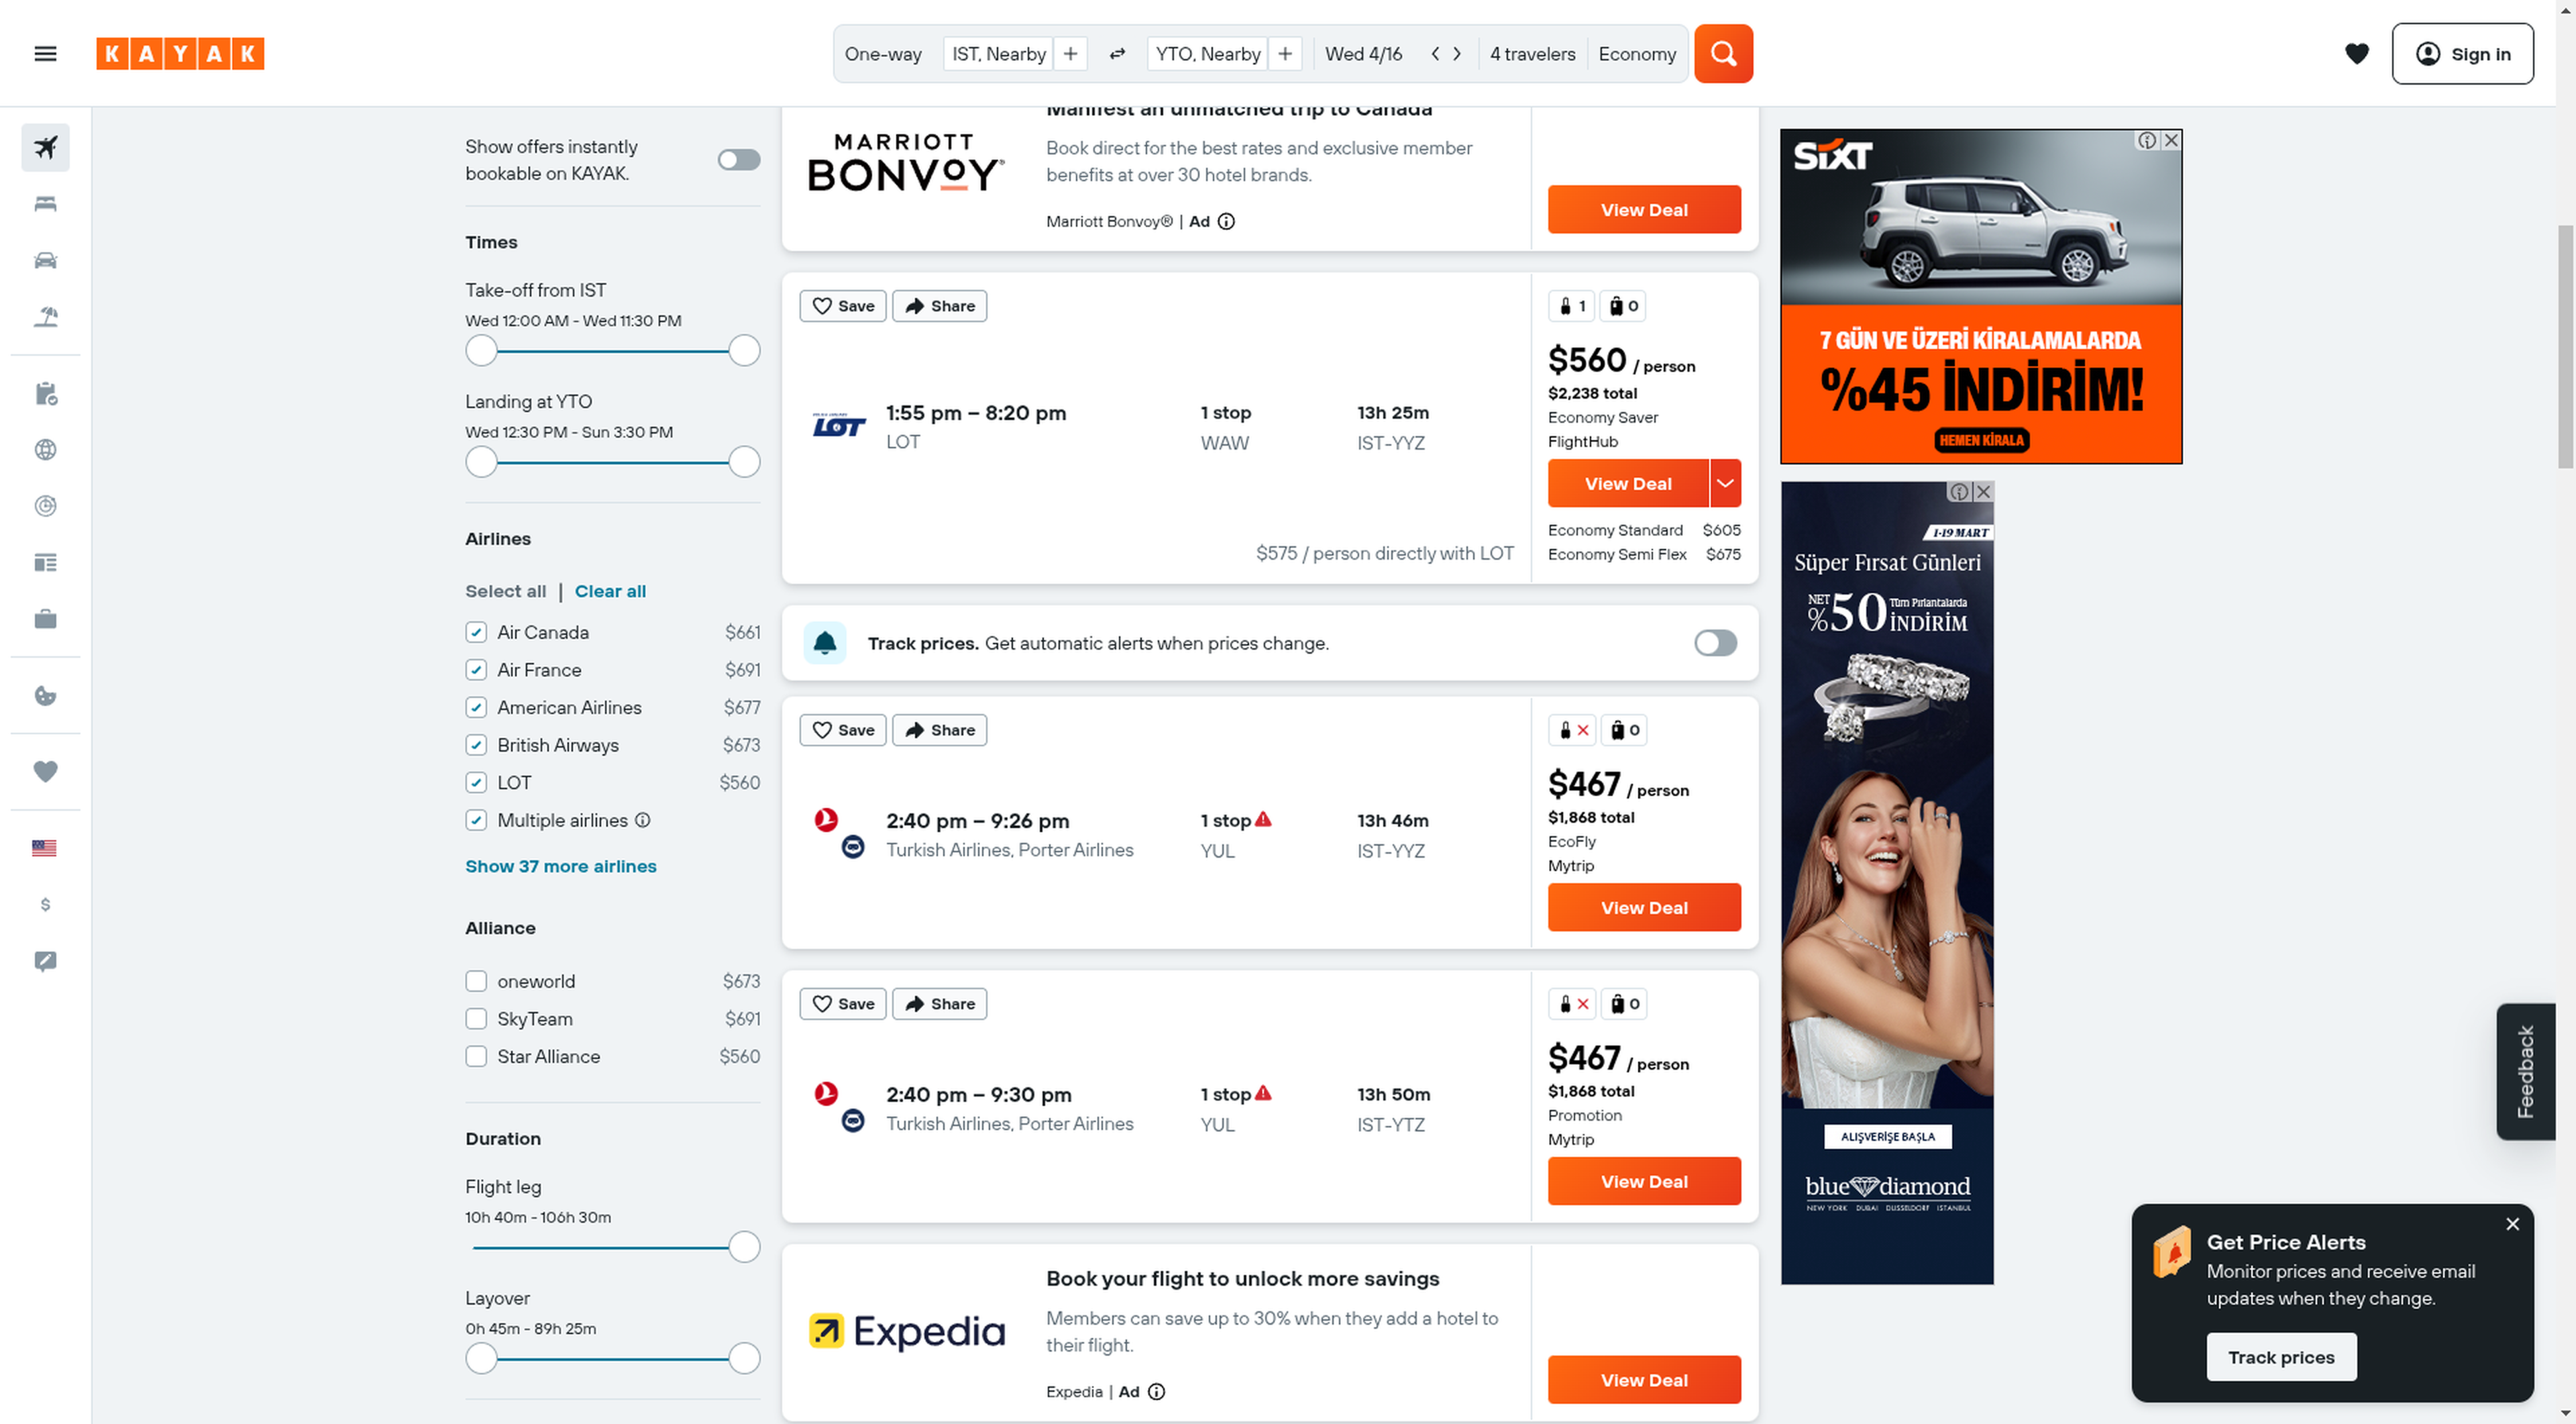 KAYAK
One-way
IST, Nearby
YTO, Nearby
Wed 4/16
4 travelers
Economy
Sign in
Show offers instantly
bookable on KAYAK.
Times
Take-off from IST
Wed 12:00 AM - Wed 11:30 PM
Landing at YTO
Wed 12:30 PM - Sun 3:30 PM
Airlines
Select all | Clear all
Air Canada $661
Air France $691
American Airlines $677
British Airways $673
LOT $560
Multiple airlines
Show 37 more airlines
Alliance
oneworld $673
SkyTeam $691
Star Alliance $560
Duration
Flight leg
10h 40m - 106h 30m
Layover
0h 45m - 89h 25m
Manifest an unmatched trip to Canada
MARRIOTT
BONVOY
Book direct for the best rates and exclusive member
benefits at over 30 hotel brands.
Marriott Bonvoy® | Ad
View Deal
Save
Share
1
0
LOT
1:55 pm – 8:20 pm
LOT
1 stop
WAW
13h 25m
IST-YYZ
$575 / person directly with LOT
$560 / person
$2,238 total
Economy Saver
FlightHub
View Deal
Economy Standard $605
Economy Semi Flex $675
Track prices. Get automatic alerts when prices change.
Save
Share
0
2:40 pm – 9:26 pm
Turkish Airlines, Porter Airlines
1 stop
YUL
13h 46m
IST-YYZ
$467 / person
$1,868 total
EcoFly
Mytrip
View Deal
Save
Share
0
2:40 pm – 9:30 pm
Turkish Airlines, Porter Airlines
1 stop
YUL
13h 50m
IST-YTZ
$467 / person
$1,868 total
Promotion
Mytrip
View Deal
Expedia
Book your flight to unlock more savings
Members can save up to 30% when they add a hotel to
their flight.
Expedia | Ad
View Deal
SIXT
7 GÜN VE ÜZERİ KİRALAMALARDA
%45 İNDİRİM!
HEMEN KİRALA
1-19 MART
Süper Fırsat Günleri
NET
%50
Tüm Pırlantalarda
İNDİRİM
ALIŞVERİŞE BAŞLA
blue diamond
NEW YORK DUBAI DUSSELDORF ISTANBUL
Feedback
Get Price Alerts
Monitor prices and receive email
updates when they change.
Track prices